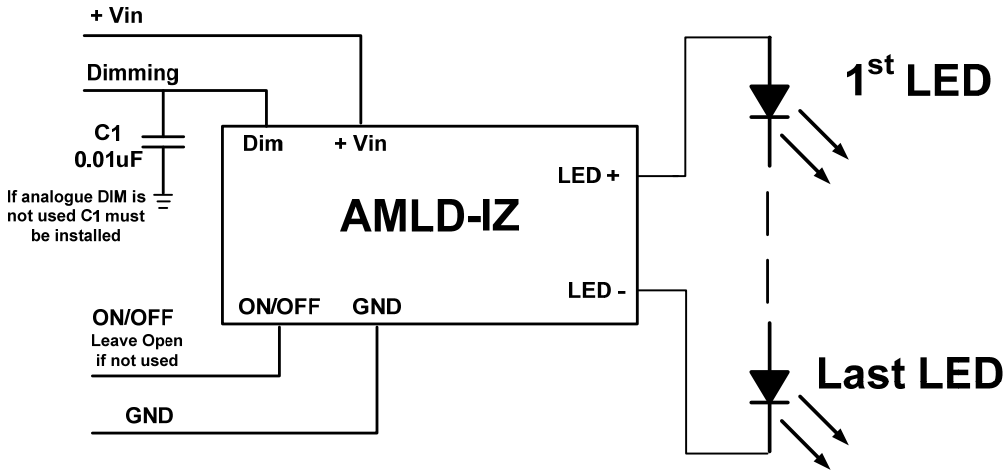 + Vin
Dimming
1st LED
C1
0.01uF
Dim
+ Vin
LED +
If analogue DIM is
not used C1 must
be installed
AMLD-IZ
LED -
ON/OFF
GND
ON/OFF
Leave Open
if not used
Last LED
GND